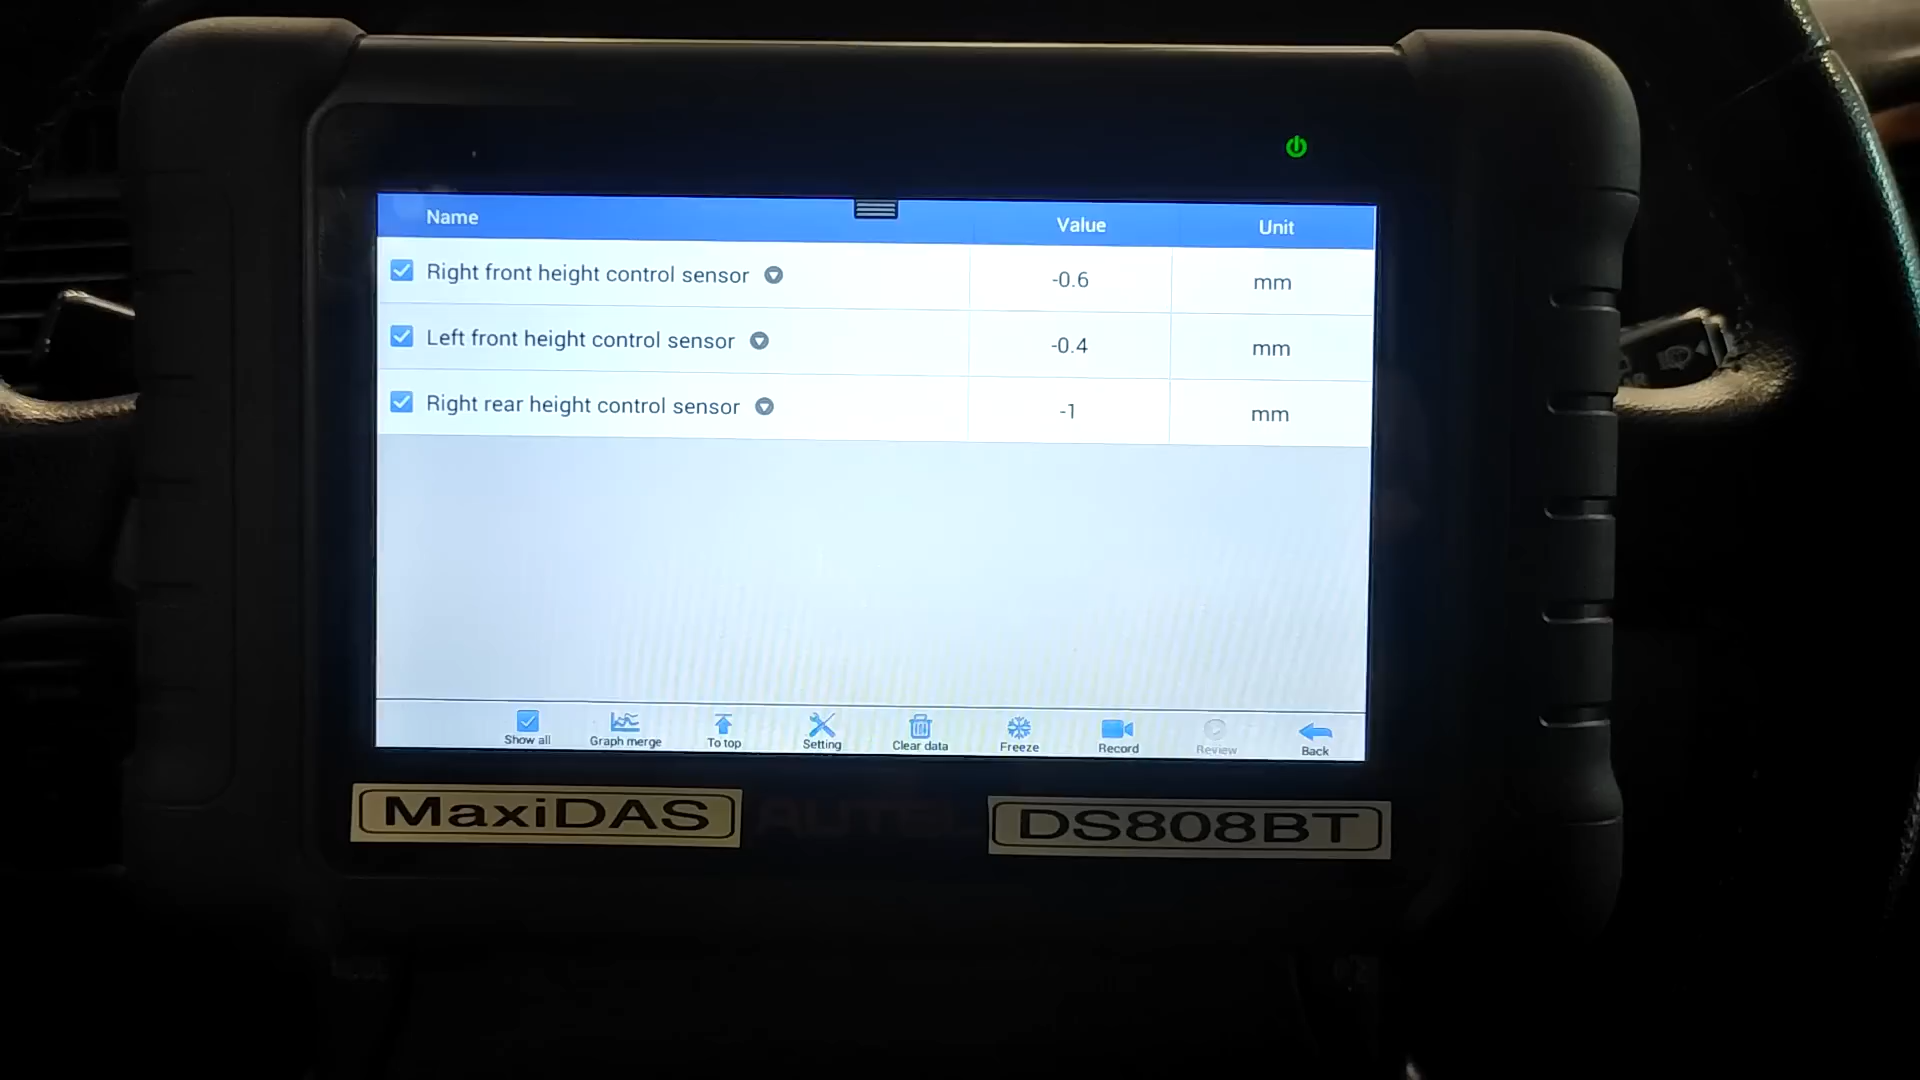 Name Value Unit
Right front height control sensor -0.6 mm
Left front height control sensor -0.4 mm
Right rear height control sensor -1 mm
Show all Graph merge To top Setting Clear data Freeze Record Review Back
MaxiDAS AUTEL DS808BT